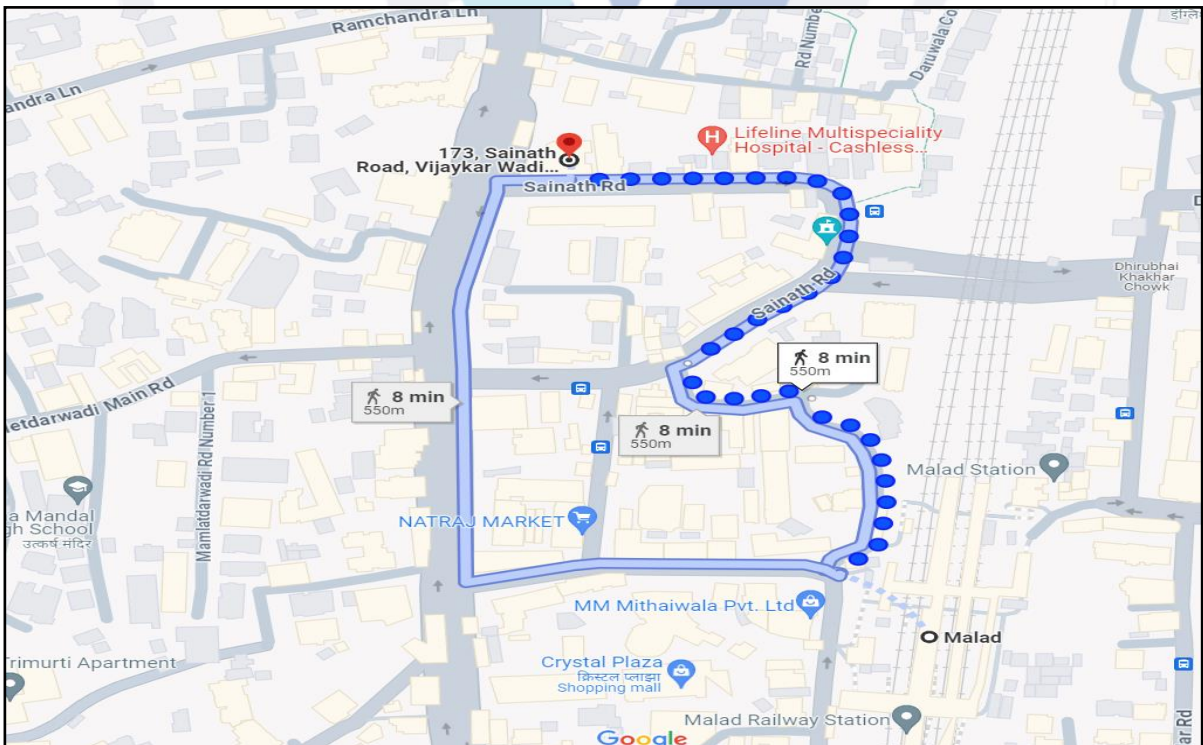 Ramchandra Ln
andra Ln
Rd Numbe
Daruwala Co
173, Sainath
Road, Vijaykar Wadi...
H
Lifeline Multispeciality
Hospital - Cashless...
Sainath Rd
Sainath Rd
Dhirubhai
Khakhar
Chowk
8 min
550m
8 min
550m
8 min
550m
letdarwadi Main Rd
Mamlatdarwadi Rd Number 1
Malad Station
a Mandal
gh School
उत्कर्ष मंदिर
NATRAJ MARKET
MM Mithaiwala Pvt. Ltd
Malad
Trimurti Apartment
Crystal Plaza
क्रिस्टल प्लाझा
Shopping mall
Malad Railway Station
ar Rd
Google